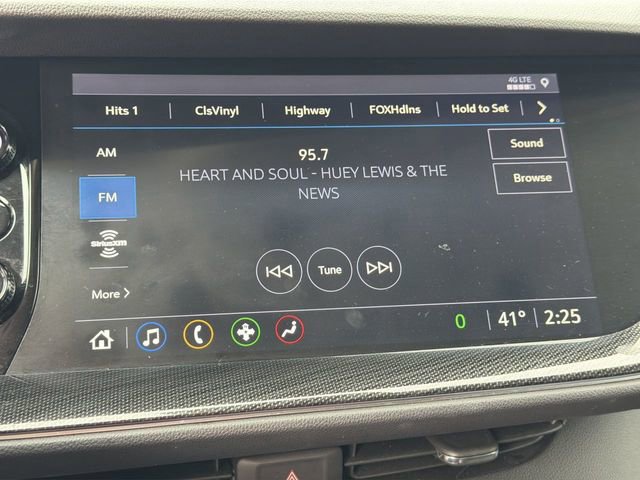 4G LTE
Hits 1 ClsVinyl Highway FOXHdlns Hold to Set
AM
95.7
Sound
HEART AND SOUL - HUEY LEWIS & THE
NEWS
Browse
FM
SiriusXM
Tune
More
0 41° 2:25